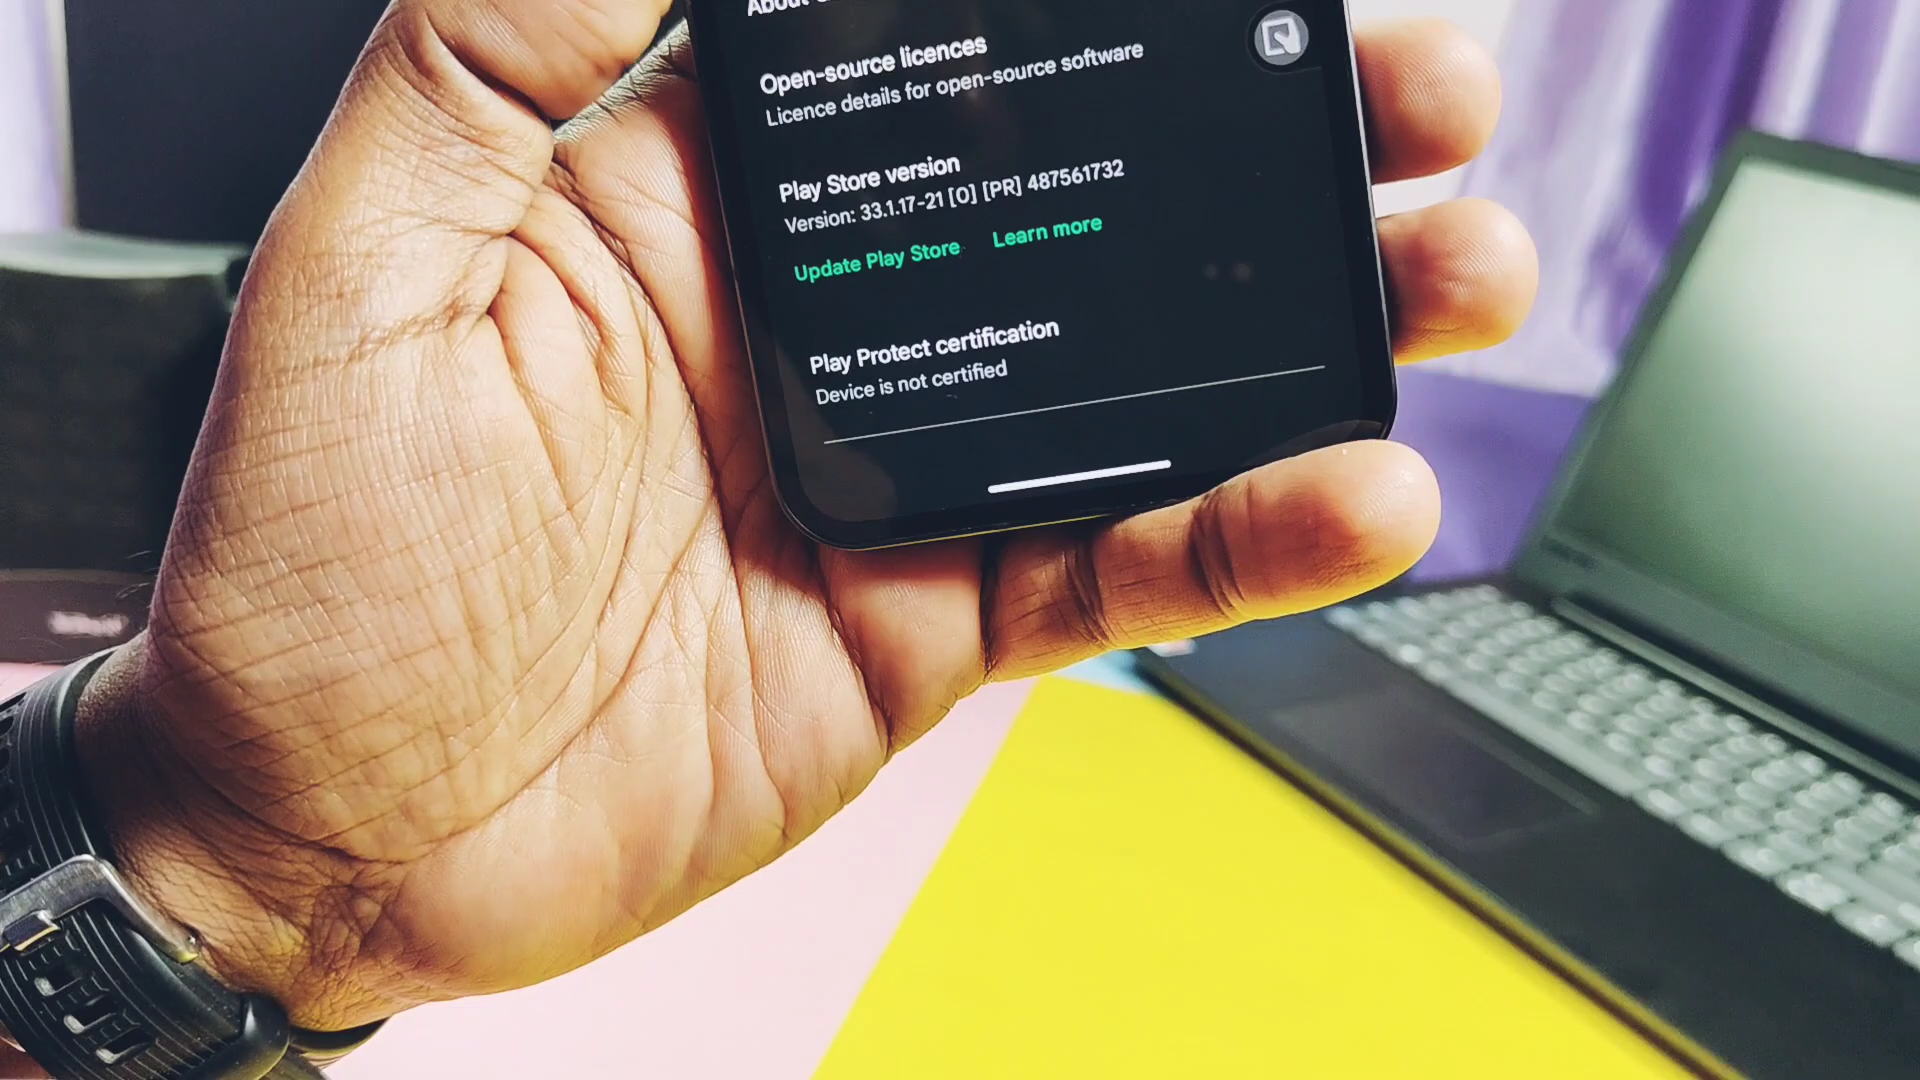 About
Open-source licences
Licence details for open-source software
Play Store version
Version: 33.1.17-21 [0] [PR] 487561732
Update Play Store
Learn more
Play Protect certification
Device is not certified